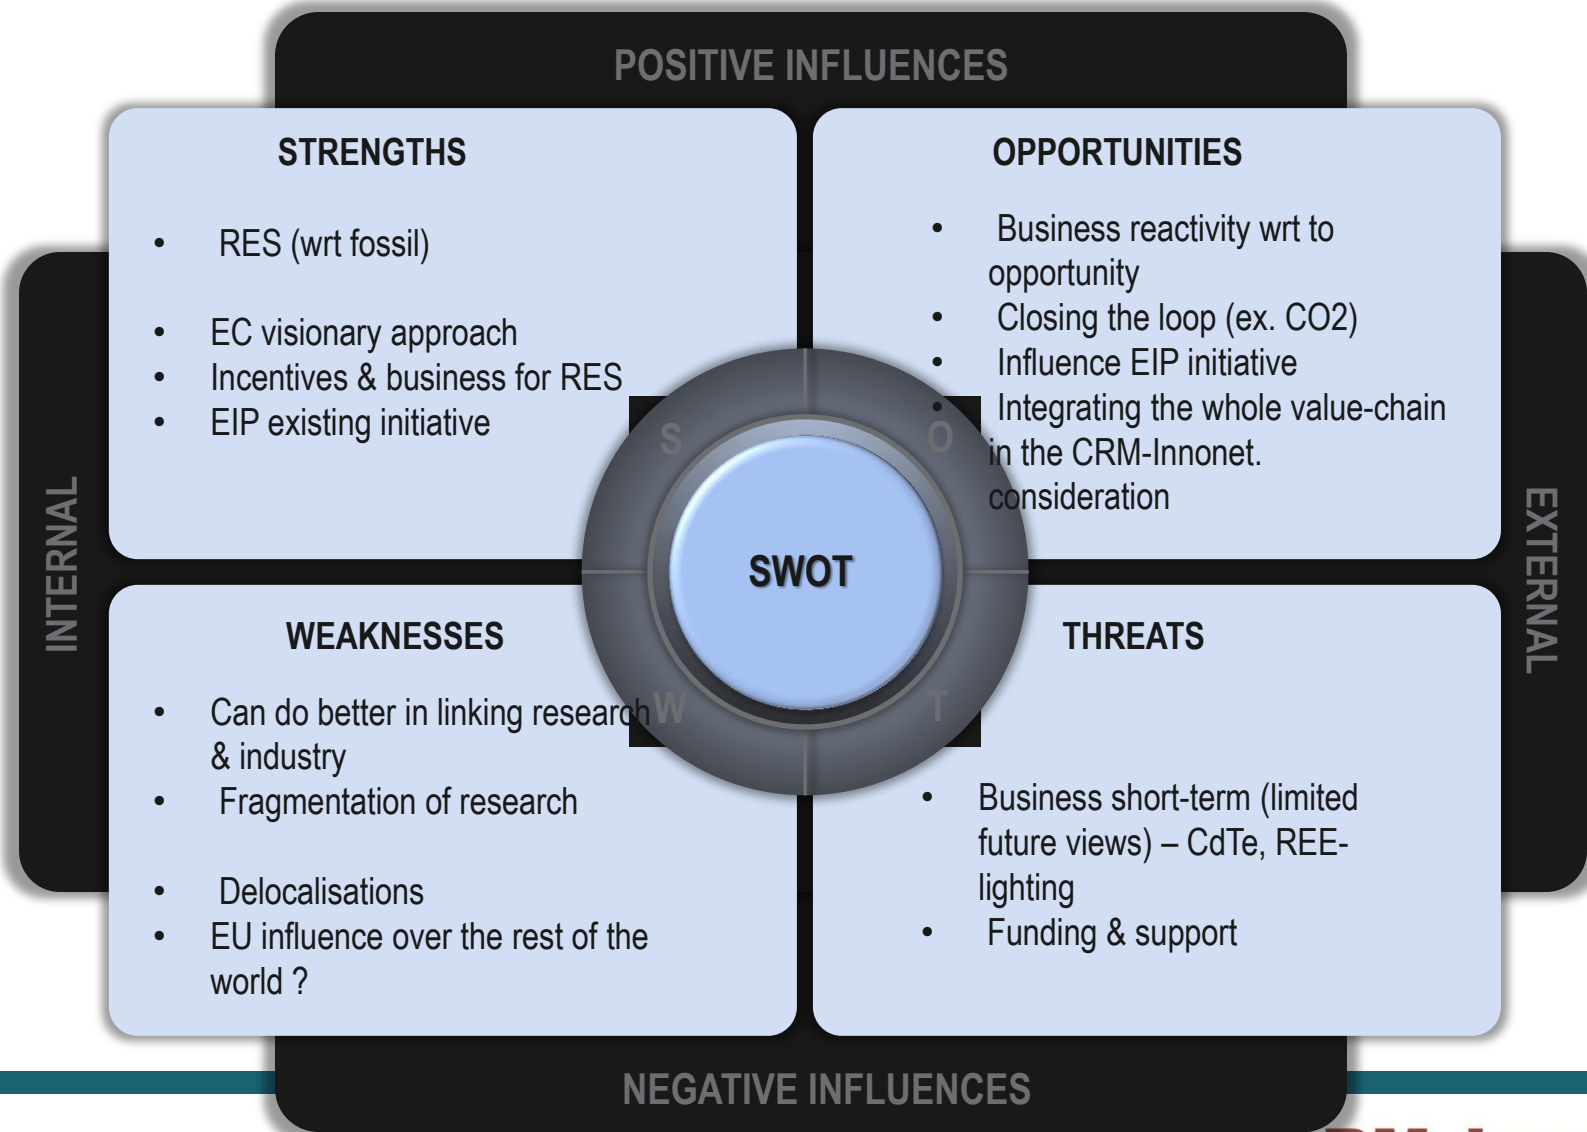 POSITIVE INFLUENCES
STRENGTHS
• RES (wrt fossil)
• EC visionary approach
• Incentives & business for RES
• EIP existing initiative
OPPORTUNITIES
• Business reactivity wrt to
opportunity
• Closing the loop (ex. CO2)
• Influence EIP initiative
• Integrating the whole value-chain
in the CRM-Innonet.
consideration
INTERNAL
S
O
SWOT
W
T
EXTERNAL
WEAKNESSES
• Can do better in linking research
& industry
• Fragmentation of research
• Delocalisations
• EU influence over the rest of the
world ?
THREATS
• Business short-term (limited
future views) – CdTe, REE-
lighting
• Funding & support
NEGATIVE INFLUENCES